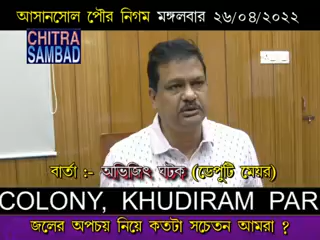 আসানসোল পৌর নিগম মঙ্গলবার ২৬/০৪/২০২২
CHITRA
SAMBAD
বার্তা :- অভিজিৎ ঘটক (ডেপুটি মেয়র)
COLONY, KHUDIRAM PAR
জলের অপচয় নিয়ে কতটা সচেতন আমরা ?